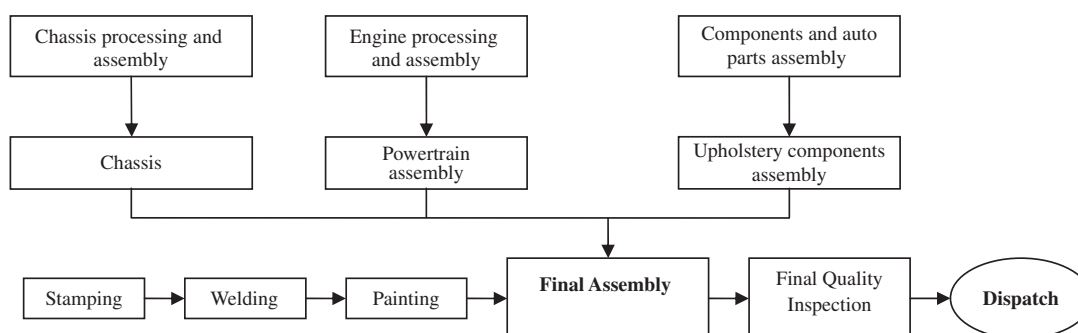 Chassis processing and
assembly
Engine processing
and assembly
Components and auto
parts assembly
Chassis
Powertrain
assembly
Upholstery components
assembly
Stamping
Welding
Painting
Final Assembly
Final Quality
Inspection
Dispatch